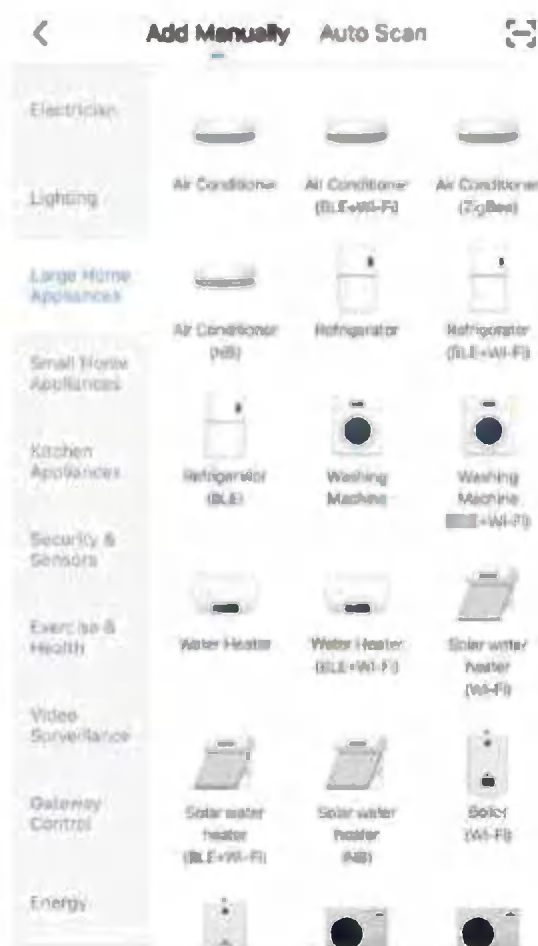 Add Manually Auto Scan
Electrician
Lighting
Large Home
Appliances
Small Home
Appliances
Kitchen
Appliances
Security &
Sensors
Exercise &
Health
Video
Surveillance
Gateway
Control
Energy
Air Conditioner
Air Conditioner
(BLE+Wi-Fi)
Air Conditioner
(ZigBee)
Air Conditioner
(NB)
Refrigerator
Refrigerator
(BLE+Wi-Fi)
Refrigerator
(BLE)
Washing
Machine
Washing
Machine
+Wi-Fi)
Water Heater
Water Heater
(BLE+Wi-Fi)
Solar water
heater
(Wi-Fi)
Solar water
heater
(BLE+Wi-Fi)
Solar water
heater
(NB)
Boiler
(Wi-Fi)